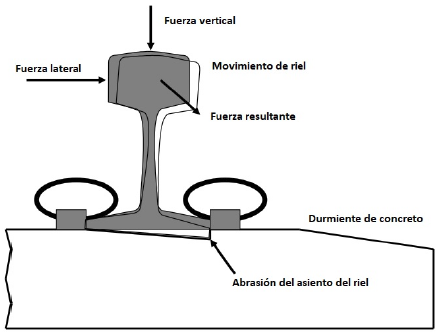 Fuerza vertical
Fuerza lateral
Movimiento de riel
Fuerza resultante
Durmiente de concreto
Abrasión del asiento del riel